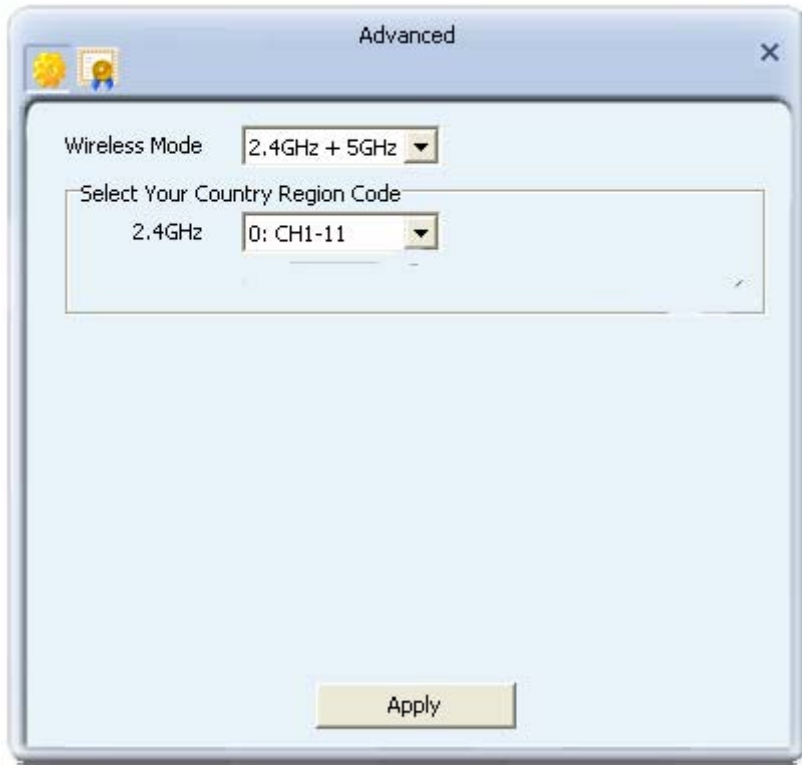 Advanced
Wireless Mode 2.4GHz + 5GHz
Select Your Country Region Code
2.4GHz 0: CH1-11
Apply